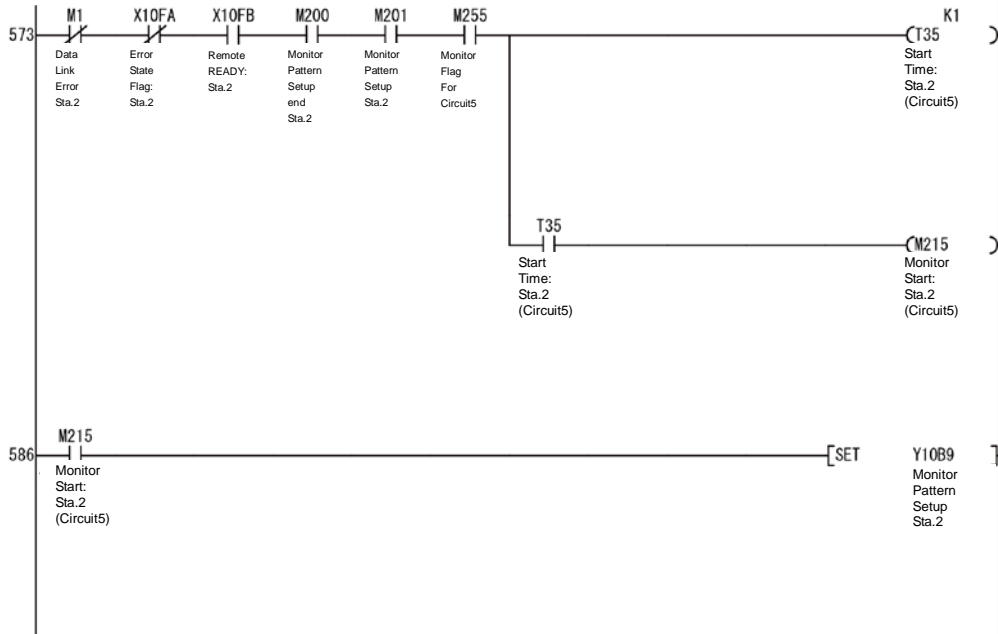 M1 X10FA X10FB M200 M201 M255 K1
573 T35
Data Error Remote Monitor Monitor Monitor Start
Link State READY: Pattern Pattern Flag Time:
Error Flag: Sta.2 Setup Setup For Sta.2
Sta.2 Sta.2 end Sta.2 Circuit5 (Circuit5)
Sta.2
T35
M215
Start Monitor
Time: Start:
Sta.2 Sta.2
(Circuit5) (Circuit5)
M215
586 SET Y10B9
Monitor Monitor
Start: Pattern
Sta.2 Setup
(Circuit5) Sta.2